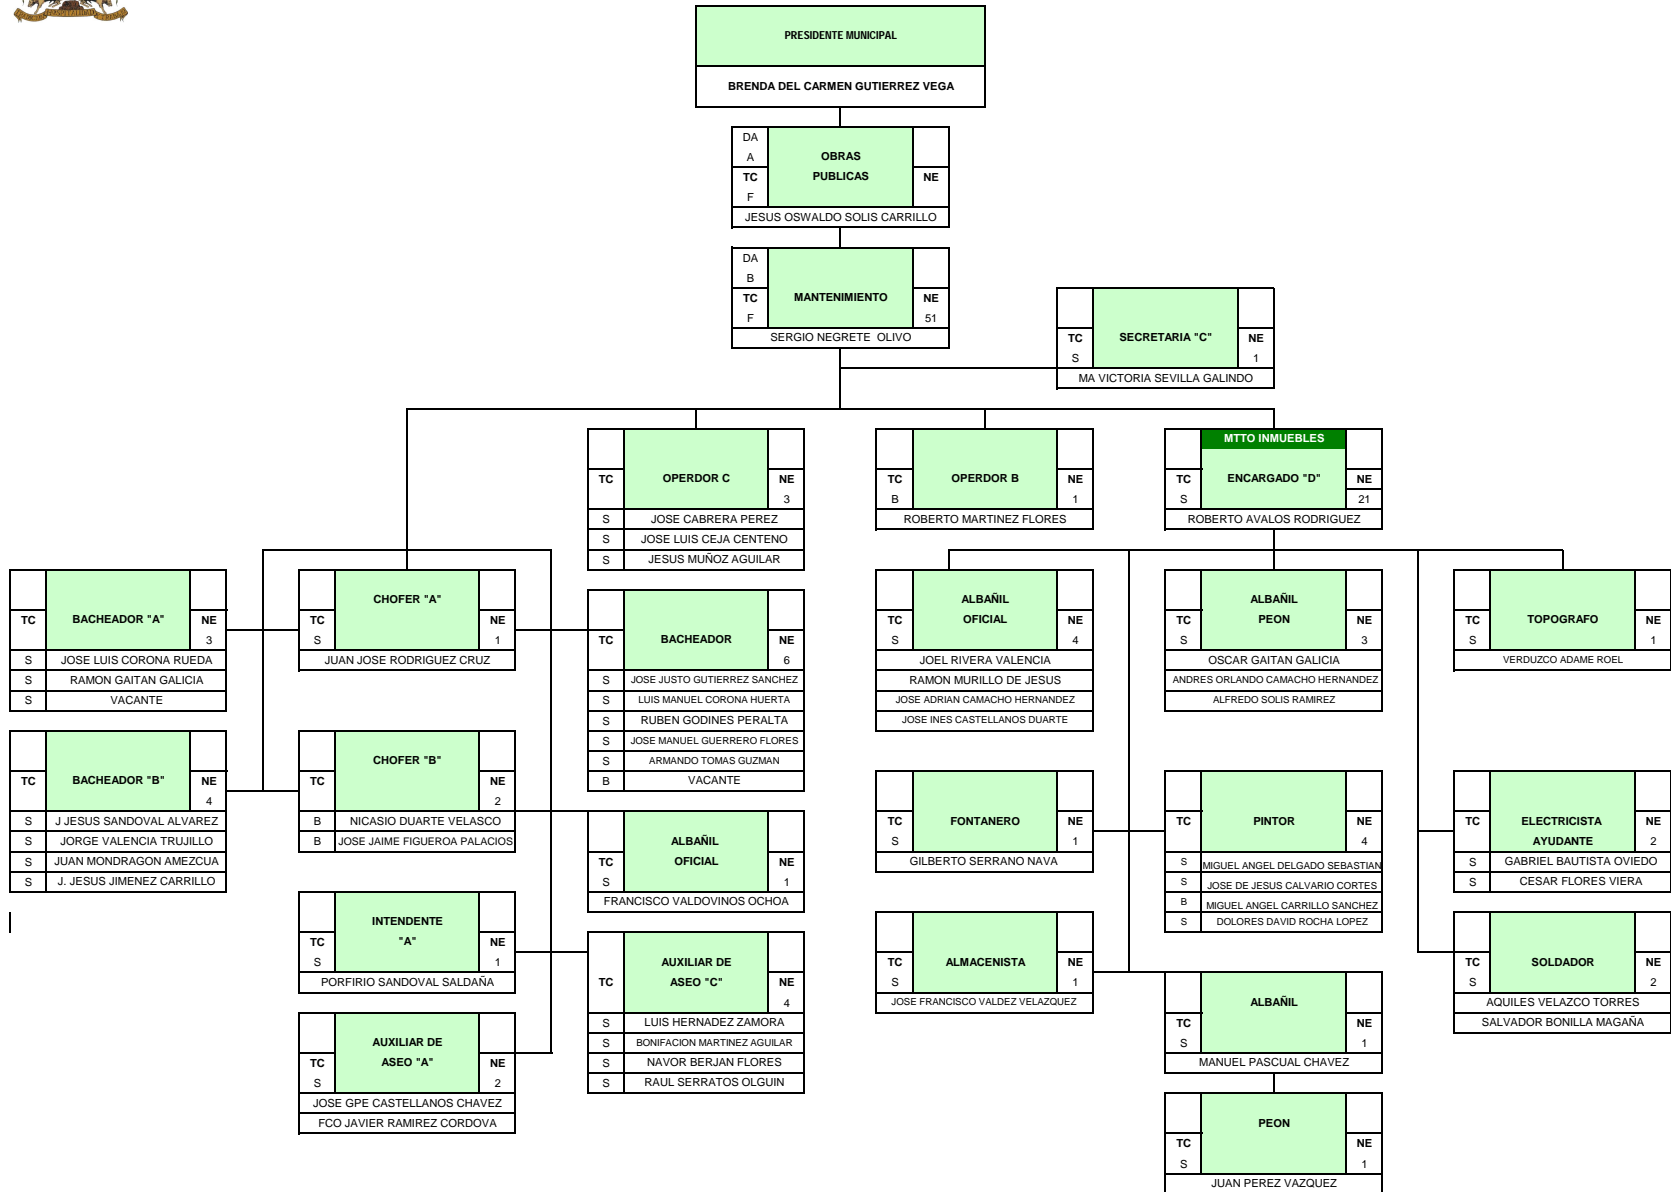 PRESIDENTE MUNICIPAL
BRENDA DEL CARMEN GUTIERREZ VEGA
DA
A
OBRAS
PUBLICAS
TC
NE
F
JESUS OSWALDO SOLIS CARRILLO
DA
B
MANTENIMIENTO
TC
NE
F
51
SERGIO NEGRETE OLIVO
SECRETARIA "C"
TC
NE
S
1
MA VICTORIA SEVILLA GALINDO
OPERDOR C
TC
NE
3
S JOSE CABRERA PEREZ
S JOSE LUIS CEJA CENTENO
S JESUS MUÑOZ AGUILAR
OPERDOR B
TC
NE
B
1
ROBERTO MARTINEZ FLORES
MTTO INMUEBLES
ENCARGADO "D"
TC
NE
S
21
ROBERTO AVALOS RODRIGUEZ
BACHEADOR "A"
TC
NE
3
S JOSE LUIS CORONA RUEDA
S RAMON GAITAN GALICIA
S VACANTE
CHOFER "A"
TC
NE
S
1
JUAN JOSE RODRIGUEZ CRUZ
BACHEADOR
TC
NE
6
S JOSE JUSTO GUTIERREZ SANCHEZ
S LUIS MANUEL CORONA HUERTA
S RUBEN GODINES PERALTA
S JOSE MANUEL GUERRERO FLORES
S ARMANDO TOMAS GUZMAN
B VACANTE
ALBAÑIL
OFICIAL
TC
NE
S
4
JOEL RIVERA VALENCIA
RAMON MURILLO DE JESUS
JOSE ADRIAN CAMACHO HERNANDEZ
JOSE INES CASTELLANOS DUARTE
ALBAÑIL
PEON
TC
NE
S
3
OSCAR GAITAN GALICIA
ANDRES ORLANDO CAMACHO HERNANDEZ
ALFREDO SOLIS RAMIREZ
TOPOGRAFO
TC
NE
S
1
VERDUZCO ADAME ROEL
BACHEADOR "B"
TC
NE
4
S J JESUS SANDOVAL ALVAREZ
S JORGE VALENCIA TRUJILLO
S JUAN MONDRAGON AMEZCUA
S J. JESUS JIMENEZ CARRILLO
CHOFER "B"
TC
NE
2
B NICASIO DUARTE VELASCO
B JOSE JAIME FIGUEROA PALACIOS
ALBAÑIL
OFICIAL
TC
NE
S
1
FRANCISCO VALDOVINOS OCHOA
FONTANERO
TC
NE
S
1
GILBERTO SERRANO NAVA
PINTOR
TC
NE
4
S MIGUEL ANGEL DELGADO SEBASTIAN
S JOSE DE JESUS CALVARIO CORTES
B MIGUEL ANGEL CARRILLO SANCHEZ
S DOLORES DAVID ROCHA LOPEZ
ELECTRICISTA
AYUDANTE
TC
NE
2
S GABRIEL BAUTISTA OVIEDO
S CESAR FLORES VIERA
INTENDENTE
"A"
TC
NE
S
1
PORFIRIO SANDOVAL SALDAÑA
AUXILIAR DE
ASEO "C"
TC
NE
4
S LUIS HERNADEZ ZAMORA
S BONIFACION MARTINEZ AGUILAR
S NAVOR BERJAN FLORES
S RAUL SERRATOS OLGUIN
ALMACENISTA
TC
NE
S
1
JOSE FRANCISCO VALDEZ VELAZQUEZ
ALBAÑIL
TC
NE
S
1
MANUEL PASCUAL CHAVEZ
SOLDADOR
TC
NE
S
2
AQUILES VELAZCO TORRES
SALVADOR BONILLA MAGAÑA
AUXILIAR DE
ASEO "A"
TC
NE
S
2
JOSE GPE CASTELLANOS CHAVEZ
FCO JAVIER RAMIREZ CORDOVA
PEON
TC
NE
S
1
JUAN PEREZ VAZQUEZ